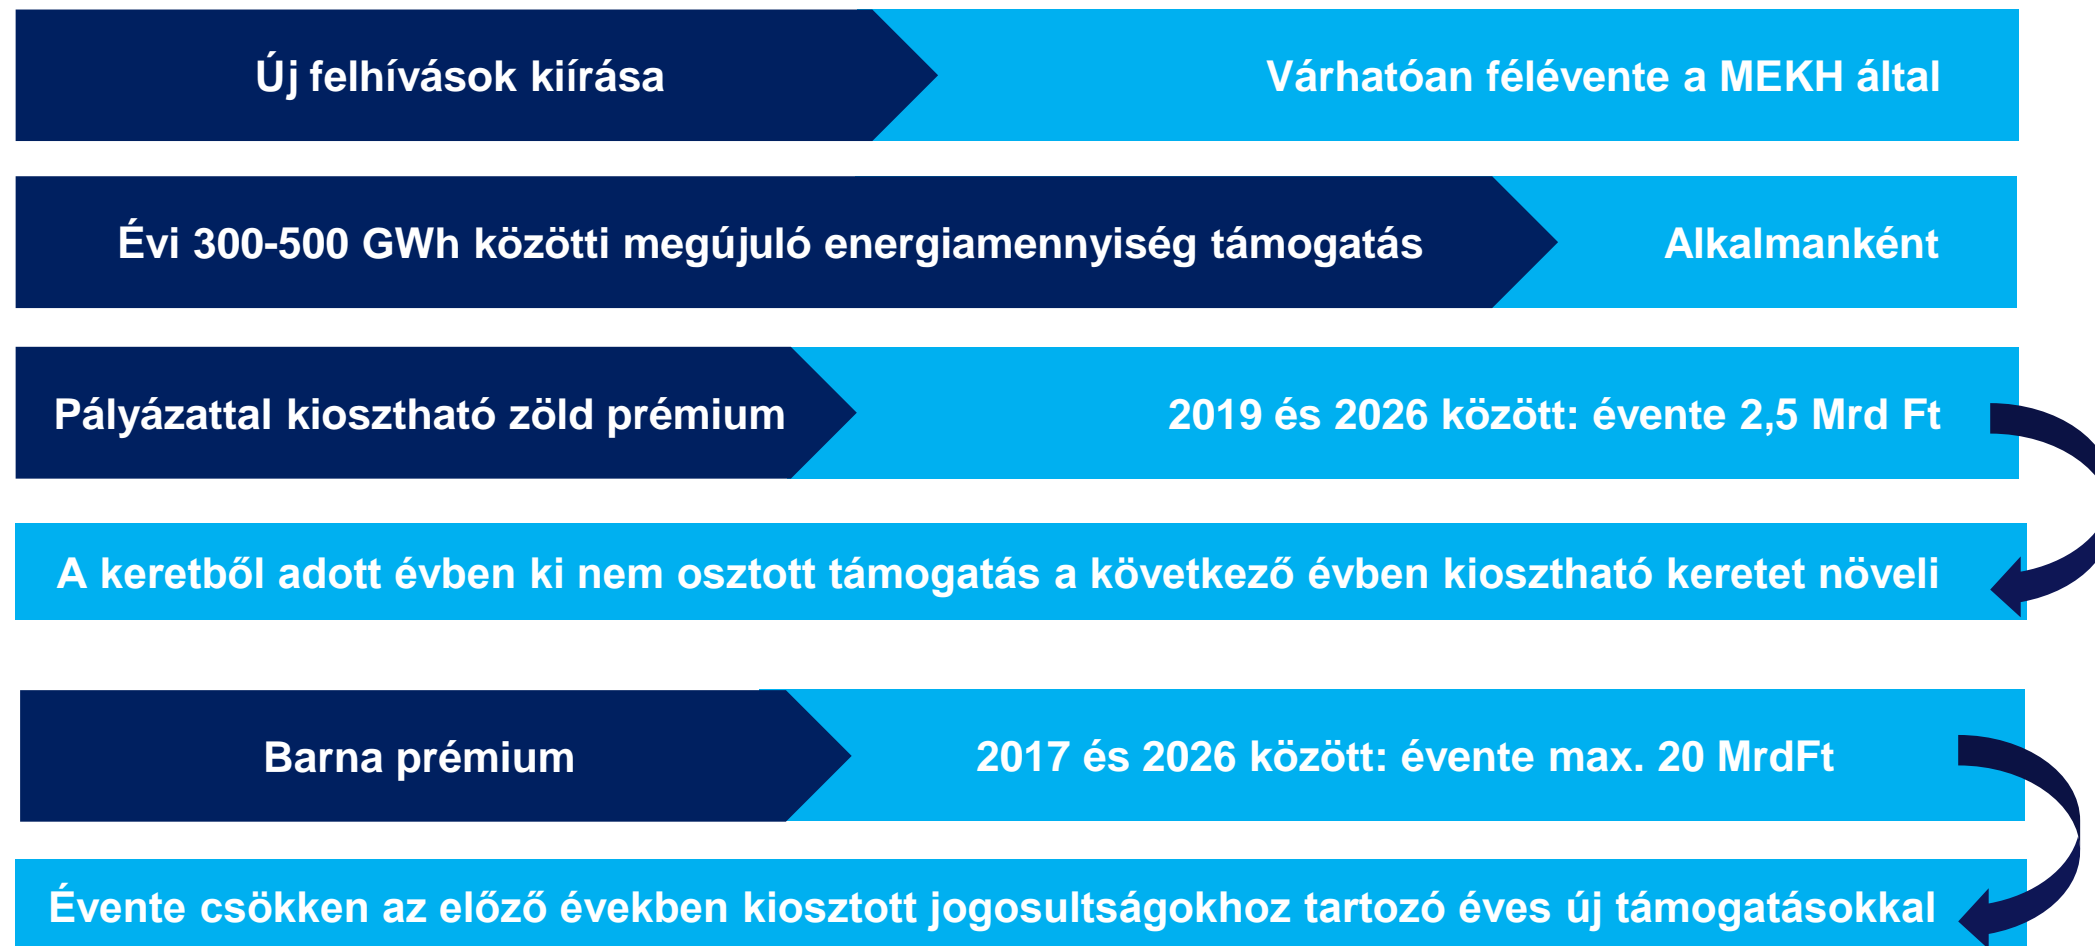 Új felhívások kiírása
Várhatóan félévente a MEKH által
Évi 300-500 GWh közötti megújuló energiamennyiség támogatás
Alkalmanként
Pályázattal kiosztható zöld prémium
2019 és 2026 között: évente 2,5 Mrd Ft
A keretből adott évben ki nem osztott támogatás a következő évben kiosztható keretet növeli
Barna prémium
2017 és 2026 között: évente max. 20 MrdFt
Évente csökken az előző években kiosztott jogosultságokhoz tartozó éves új támogatásokkal